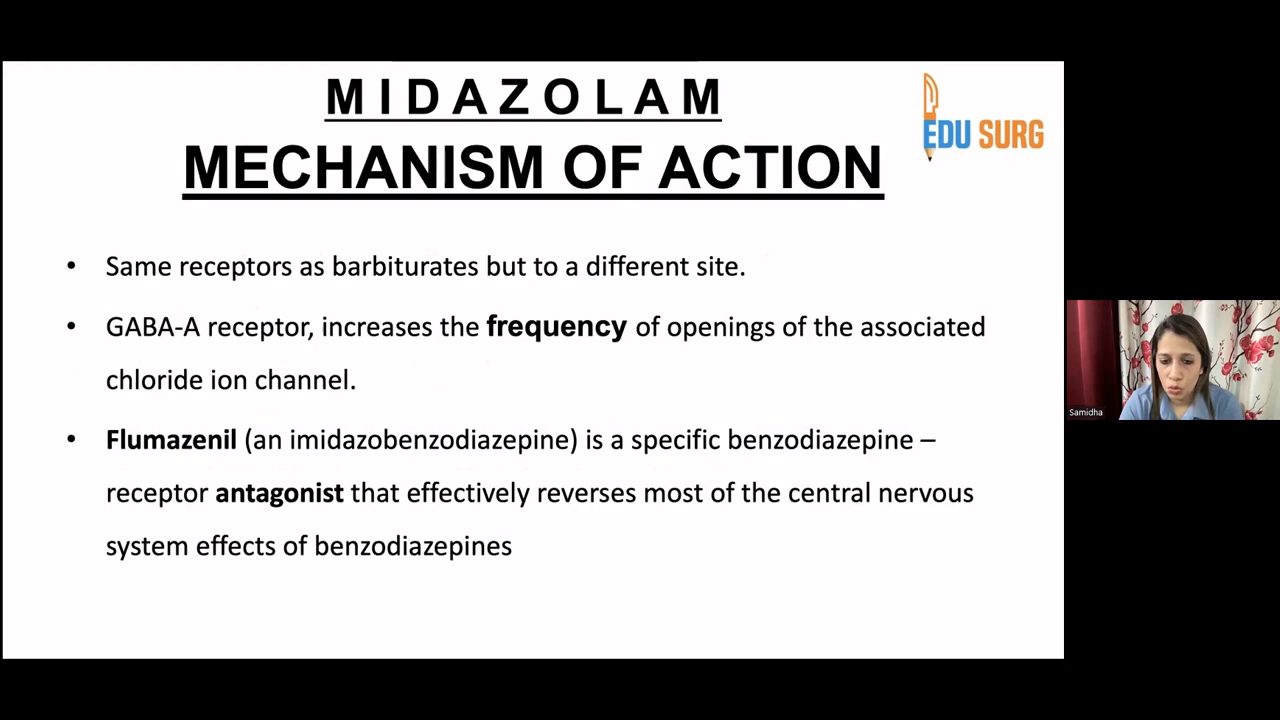 MIDAZOLAM
MECHANISM OF ACTION
EDU SURG
• Same receptors as barbiturates but to a different site.
• GABA-A receptor, increases the frequency of openings of the associated
chloride ion channel.
• Flumazenil (an imidazobenzodiazepine) is a specific benzodiazepine –
receptor antagonist that effectively reverses most of the central nervous
system effects of benzodiazepines
Samidha